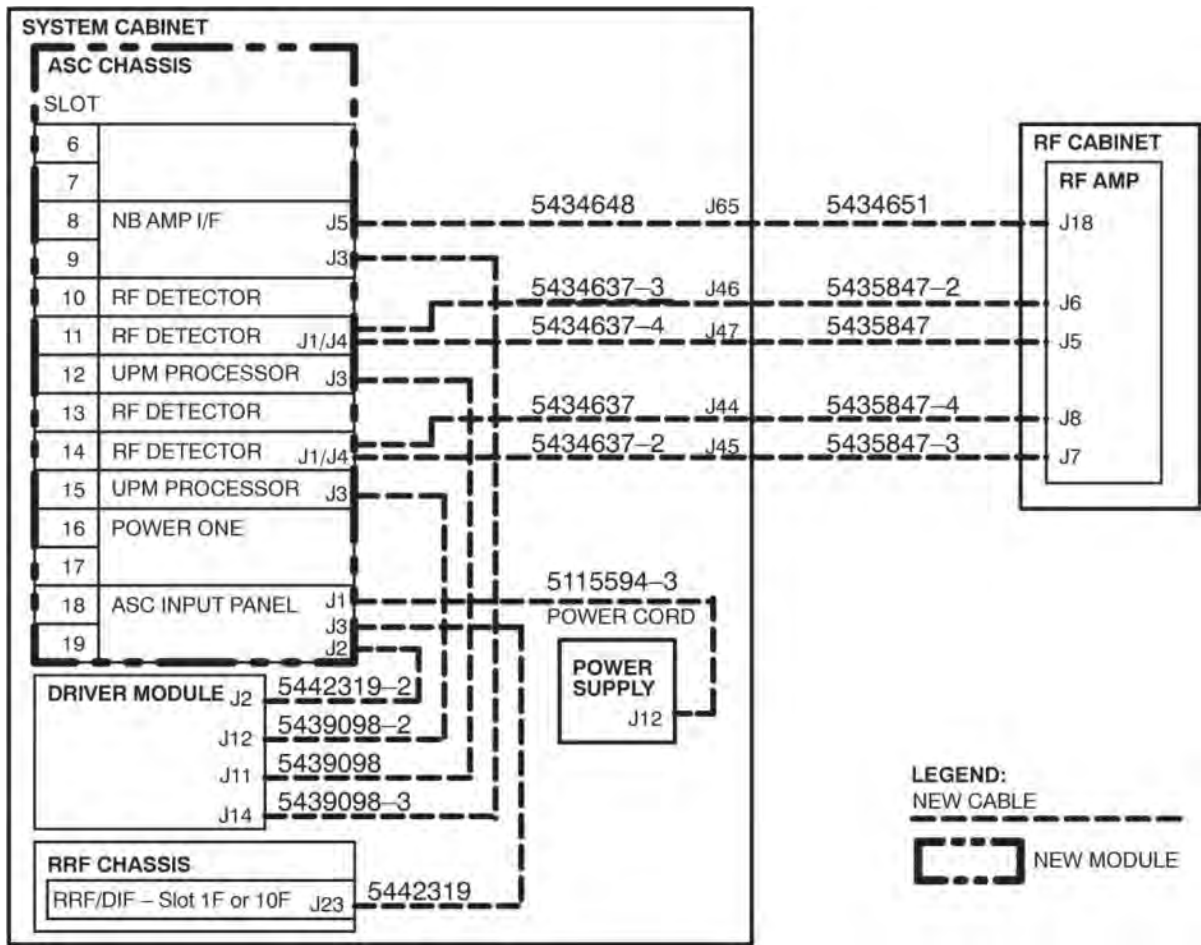 SYSTEM CABINET
ASC CHASSIS
SLOT
6
7
8 NB AMP I/F J5
9 J3
10 RF DETECTOR
11 RF DETECTOR J1/J4
12 UPM PROCESSOR J3
13 RF DETECTOR
14 RF DETECTOR J1/J4
15 UPM PROCESSOR J3
16 POWER ONE
17
18 ASC INPUT PANEL J1
J3
19 J2
5434648 J65 5434651
5434637–3 J46 5435847–2
5434637–4 J47 5435847
5434637 J44 5435847–4
5434637–2 J45 5435847–3
RF CABINET
RF AMP
J18
J6
J5
J8
J7
5115594–3
POWER CORD
POWER
SUPPLY
J12
DRIVER MODULE J2 5442319–2
J12 5439098–2
J11 5439098
J14 5439098–3
RRF CHASSIS
RRF/DIF – Slot 1F or 10F J23 5442319
LEGEND:
NEW CABLE
NEW MODULE